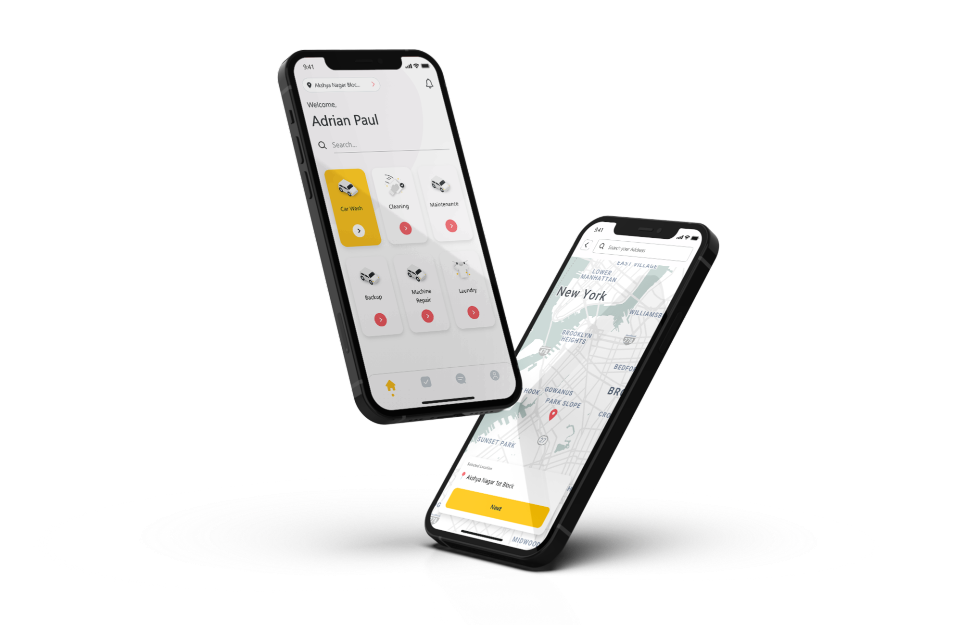 9:41
Akshya Nagar Bloc...
Welcome,
Adrian Paul
Search...
Car Wash
Cleaning
Maintenance
Backup
Machine
Repair
Laundry
9:41
Search your Address
EAST VILLAGE
LOWER
MANHATTAN
New York
WILLIAMSB
BROOKLYN
HEIGHTS
BEDFO
HOOK
GOWANUS
BR
PARK SLOPE
CRO
SUNSET PARK
Selected Location
Akshya Nagar 1st Block
Next
MIDWOOD